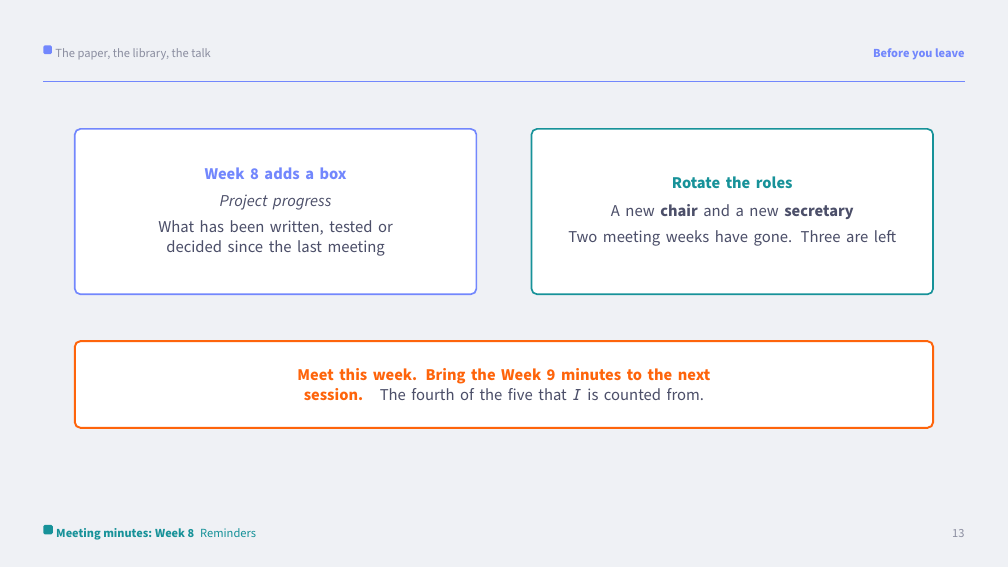 The paper, the library, the talk
Before you leave
Week 8 adds a box
Project progress
What has been written, tested or
decided since the last meeting
Rotate the roles
A new chair and a new secretary
Two meeting weeks have gone. Three are left
Meet this week. Bring the Week 9 minutes to the next
session. The fourth of the five that I is counted from.
Meeting minutes: Week 8 Reminders
13